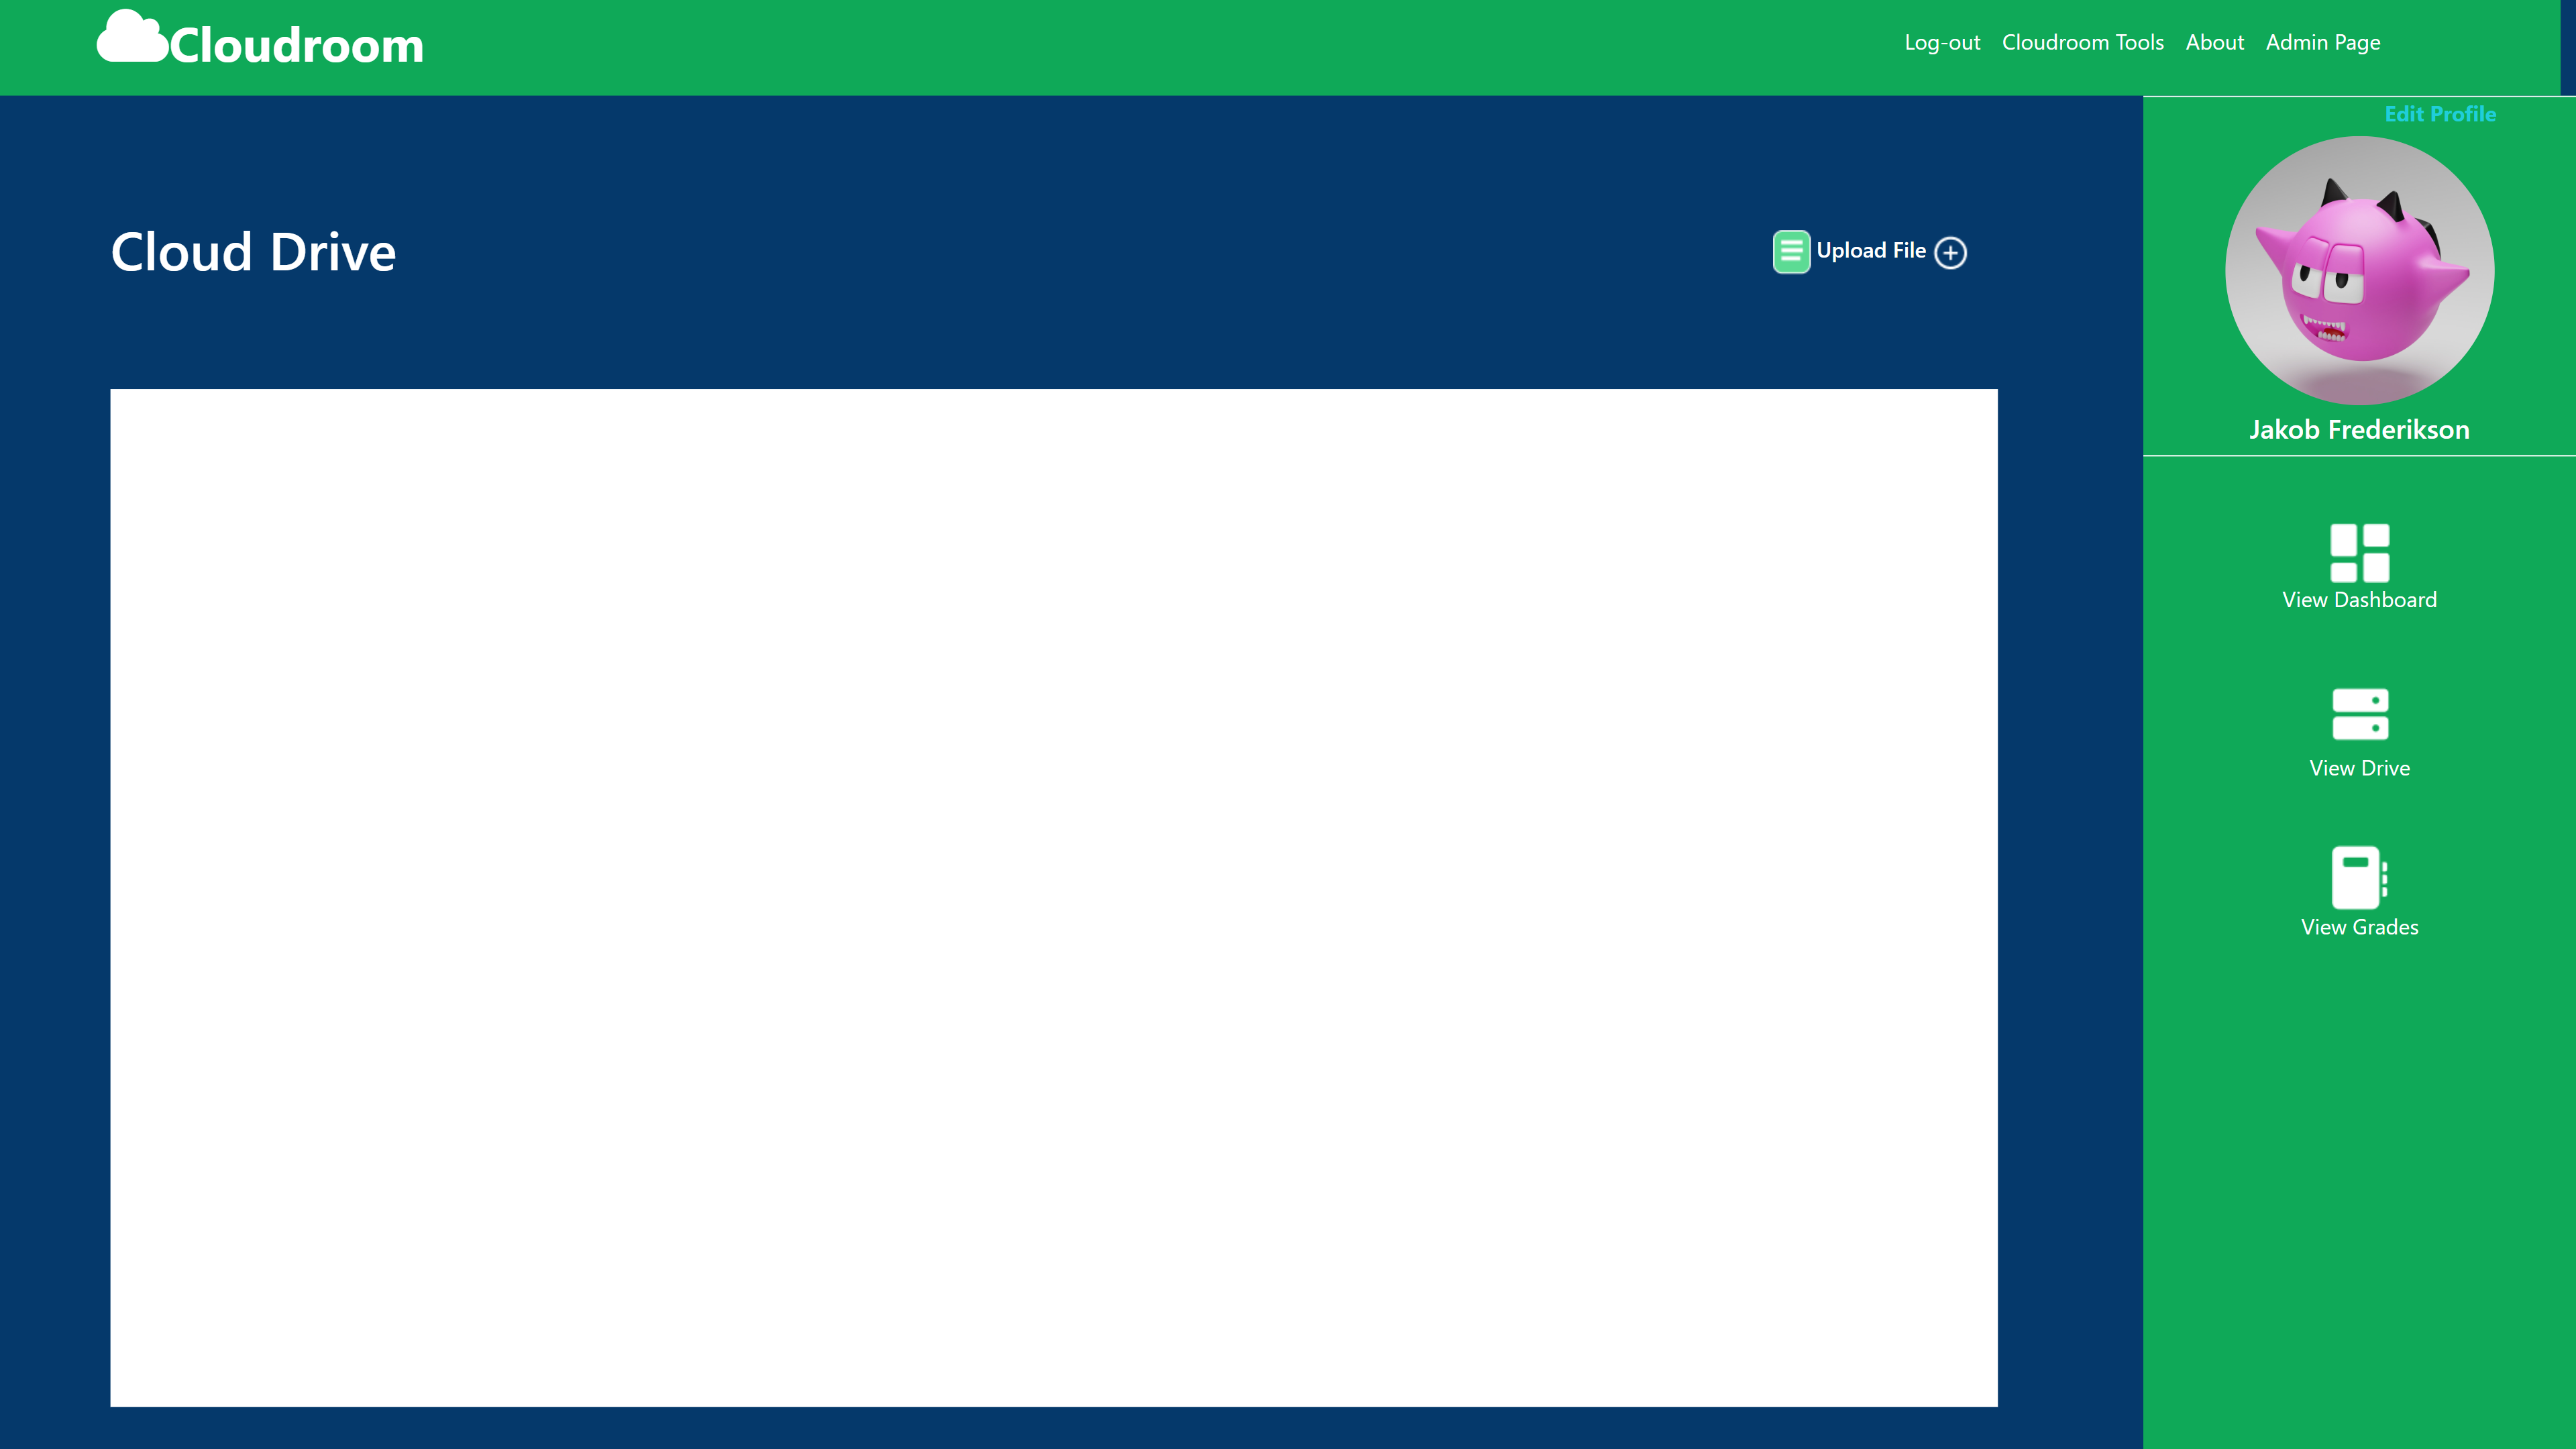 Cloudroom
Log-out Cloudroom Tools About Admin Page
Edit Profile
Cloud Drive
Upload File
Jakob Frederikson
View Dashboard
View Drive
View Grades